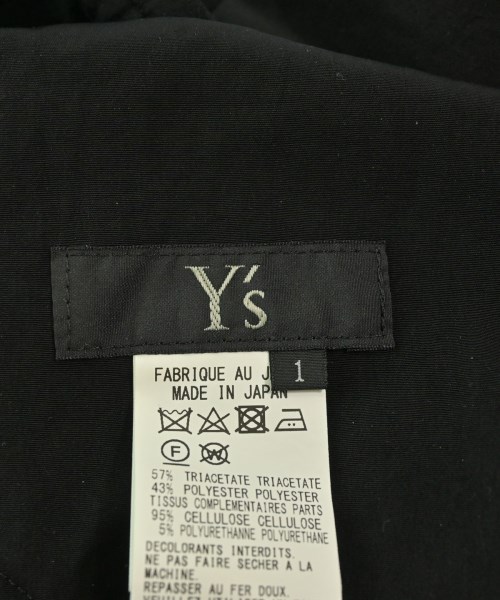 Y's
1
FABRIQUE AU J
MADE IN JAPAN
F W
57% TRIACETATE TRIACETATE
43% POLYESTER POLYESTER
TISSUS COMPLEMENTAIRES PARTS
95% CELLULOSE CELLULOSE
5% POLYURETHANNE POLYURETHANE
DECOLORANTS INTERDITS.
NE PAS FAIRE SECHER A LA
MACHINE.
REPASSER AU FER DOUX.
VEUILLEZ